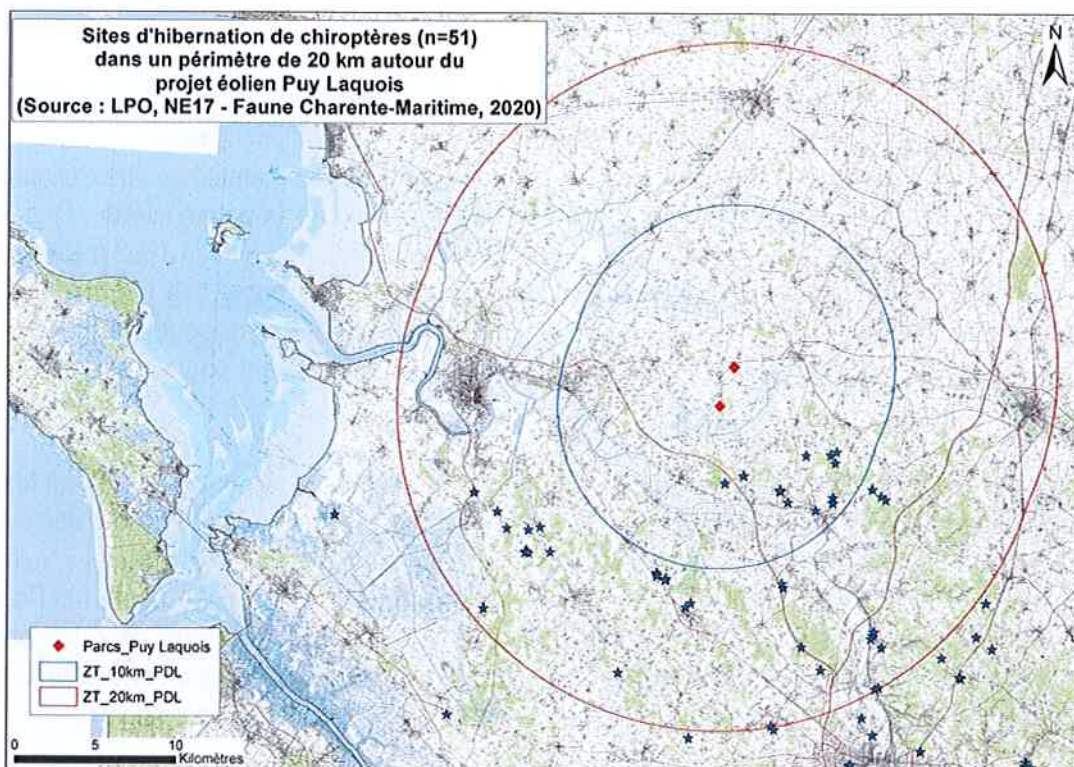 Sites d'hibernation de chiroptères (n=51)
dans un périmètre de 20 km autour du
projet éolien Puy Laquois
(Source : LPO, NE17 - Faune Charente-Maritime, 2020)
N
Parcs_Puy Laquois
ZT_10km_PDL
ZT_20km_PDL
0 5 10
Kilomètres